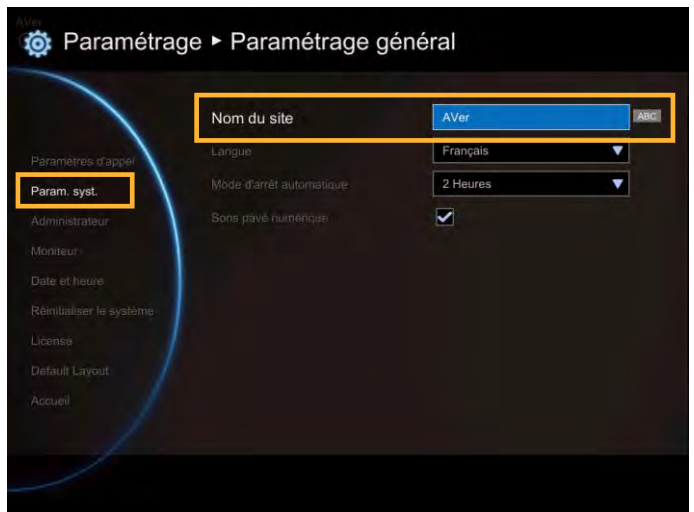 AVer
Paramétrage ► Paramétrage général
Nom du site
AVer
ABC
Langue
Français
Mode d'arrêt automatique
2 Heures
Sons pavé numérique
Paramètres d'appel
Param. syst.
Administrateur
Moniteur
Date et heure
Réinitialiser le système
License
Default Layout
Accueil